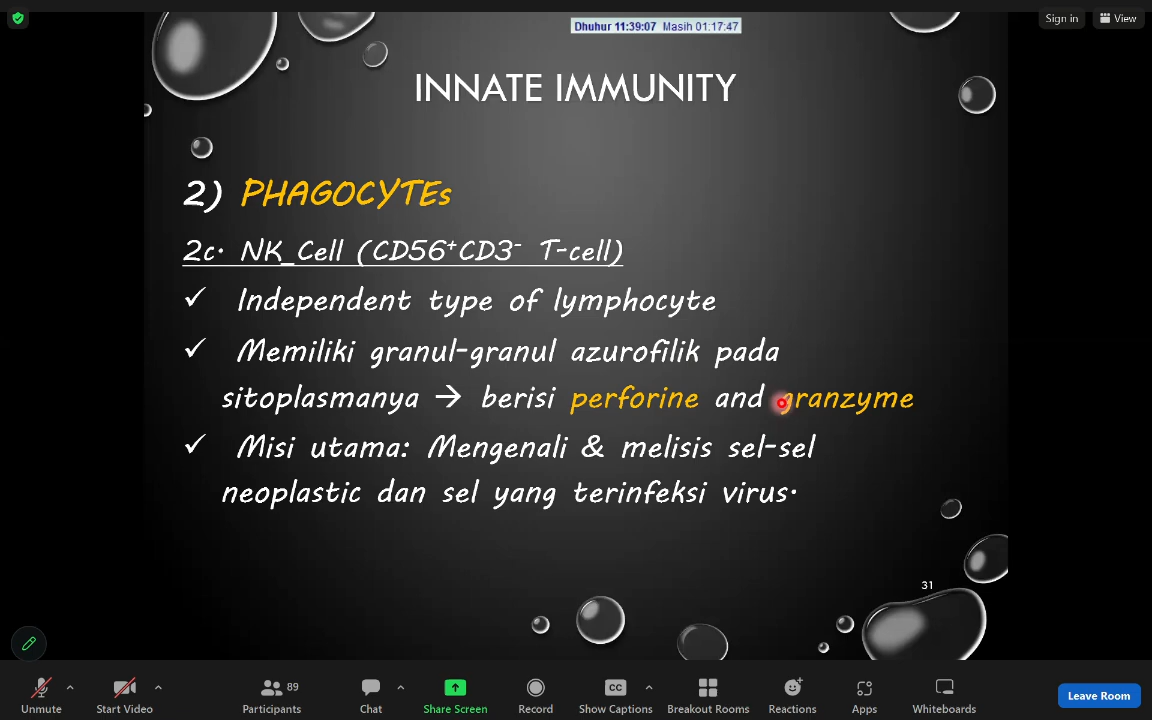 Dhuhur 11:39:07 Masih 01:17:47
Sign in
View
INNATE IMMUNITY
2) PHAGOCYTEs
2c. NK_Cell (CD56⁺CD3⁻ T-cell)
✓ Independent type of lymphocyte
✓ Memiliki granul-granul azurofilik pada
sitoplasmanya → berisi perforine and granzyme
✓ Misi utama: Mengenali & melisis sel-sel
neoplastic dan sel yang terinfeksi virus.
31
Unmute
Start Video
89
Participants
Chat
Share Screen
Record
CC
Show Captions
Breakout Rooms
Reactions
Apps
Whiteboards
Leave Room